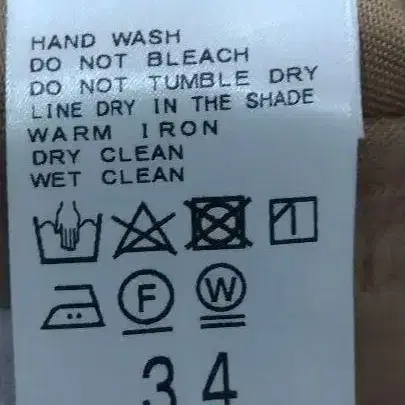 HAND WASH
DO NOT BLEACH
DO NOT TUMBLE DRY
LINE DRY IN THE SHADE
WARM IRON
DRY CLEAN
WET CLEAN
F W
34